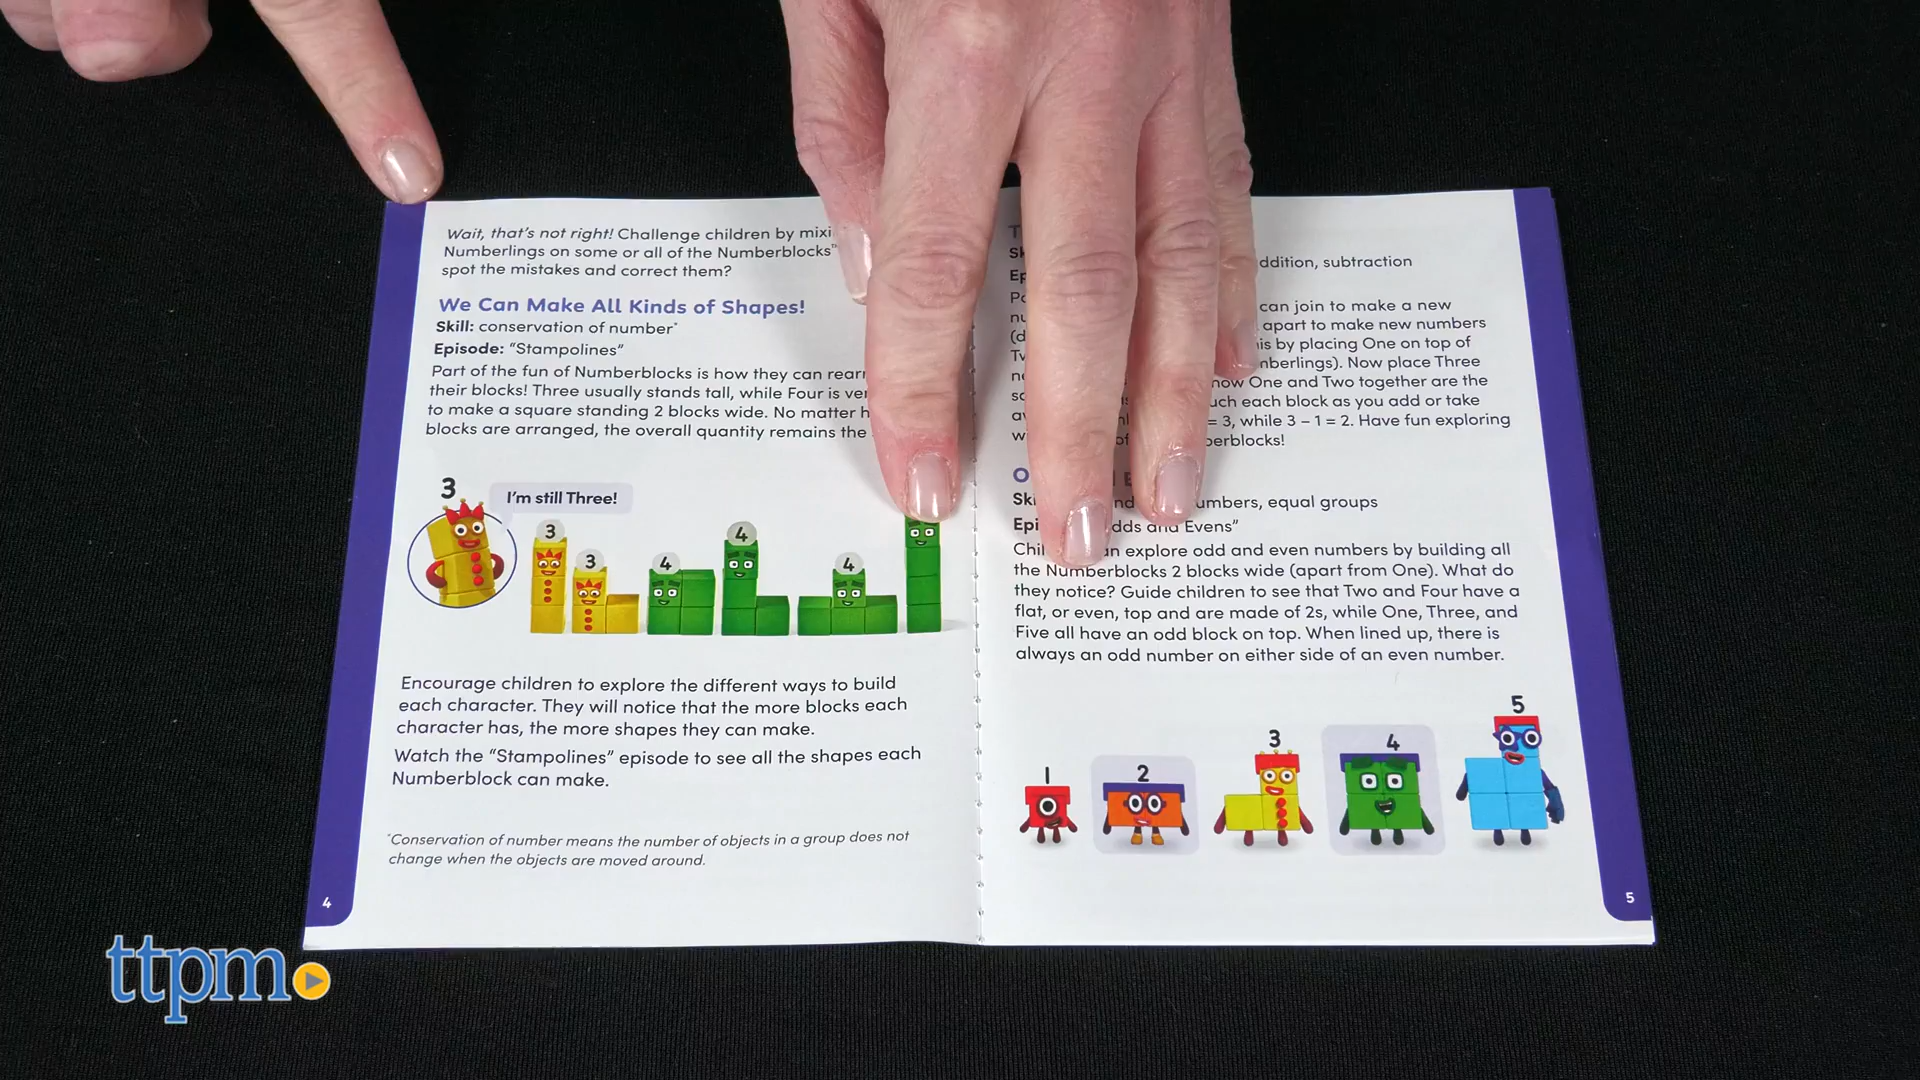 Wait, that's not right! Challenge children by mixi
Numberlings on some or all of the Numberblocks
spot the mistakes and correct them?
We Can Make All Kinds of Shapes!
Skill: conservation of number*
Episode: “Stampolines”
Part of the fun of Numberblocks is how they can rear
their blocks! Three usually stands tall, while Four is ve
to make a square standing 2 blocks wide. No matter h
blocks are arranged, the overall quantity remains the
3
I'm still Three!
3
3
4
4
4
Encourage children to explore the different ways to build
each character. They will notice that the more blocks each
character has, the more shapes they can make.
Watch the “Stampolines” episode to see all the shapes each
Numberblock can make.
*Conservation of number means the number of objects in a group does not
change when the objects are moved around.
4
ddition, subtraction
can join to make a new
apart to make new numbers
is by placing One on top of
nberlings). Now place Three
how One and Two together are the
uch each block as you add or take
= 3, while 3 – 1 = 2. Have fun exploring
berblocks!
Ski nd umbers, equal groups
Epi dds and Evens”
Chil n explore odd and even numbers by building all
the Numberblocks 2 blocks wide (apart from One). What do
they notice? Guide children to see that Two and Four have a
flat, or even, top and are made of 2s, while One, Three, and
Five all have an odd block on top. When lined up, there is
always an odd number on either side of an even number.
1
2
3
4
5
5
ttpm